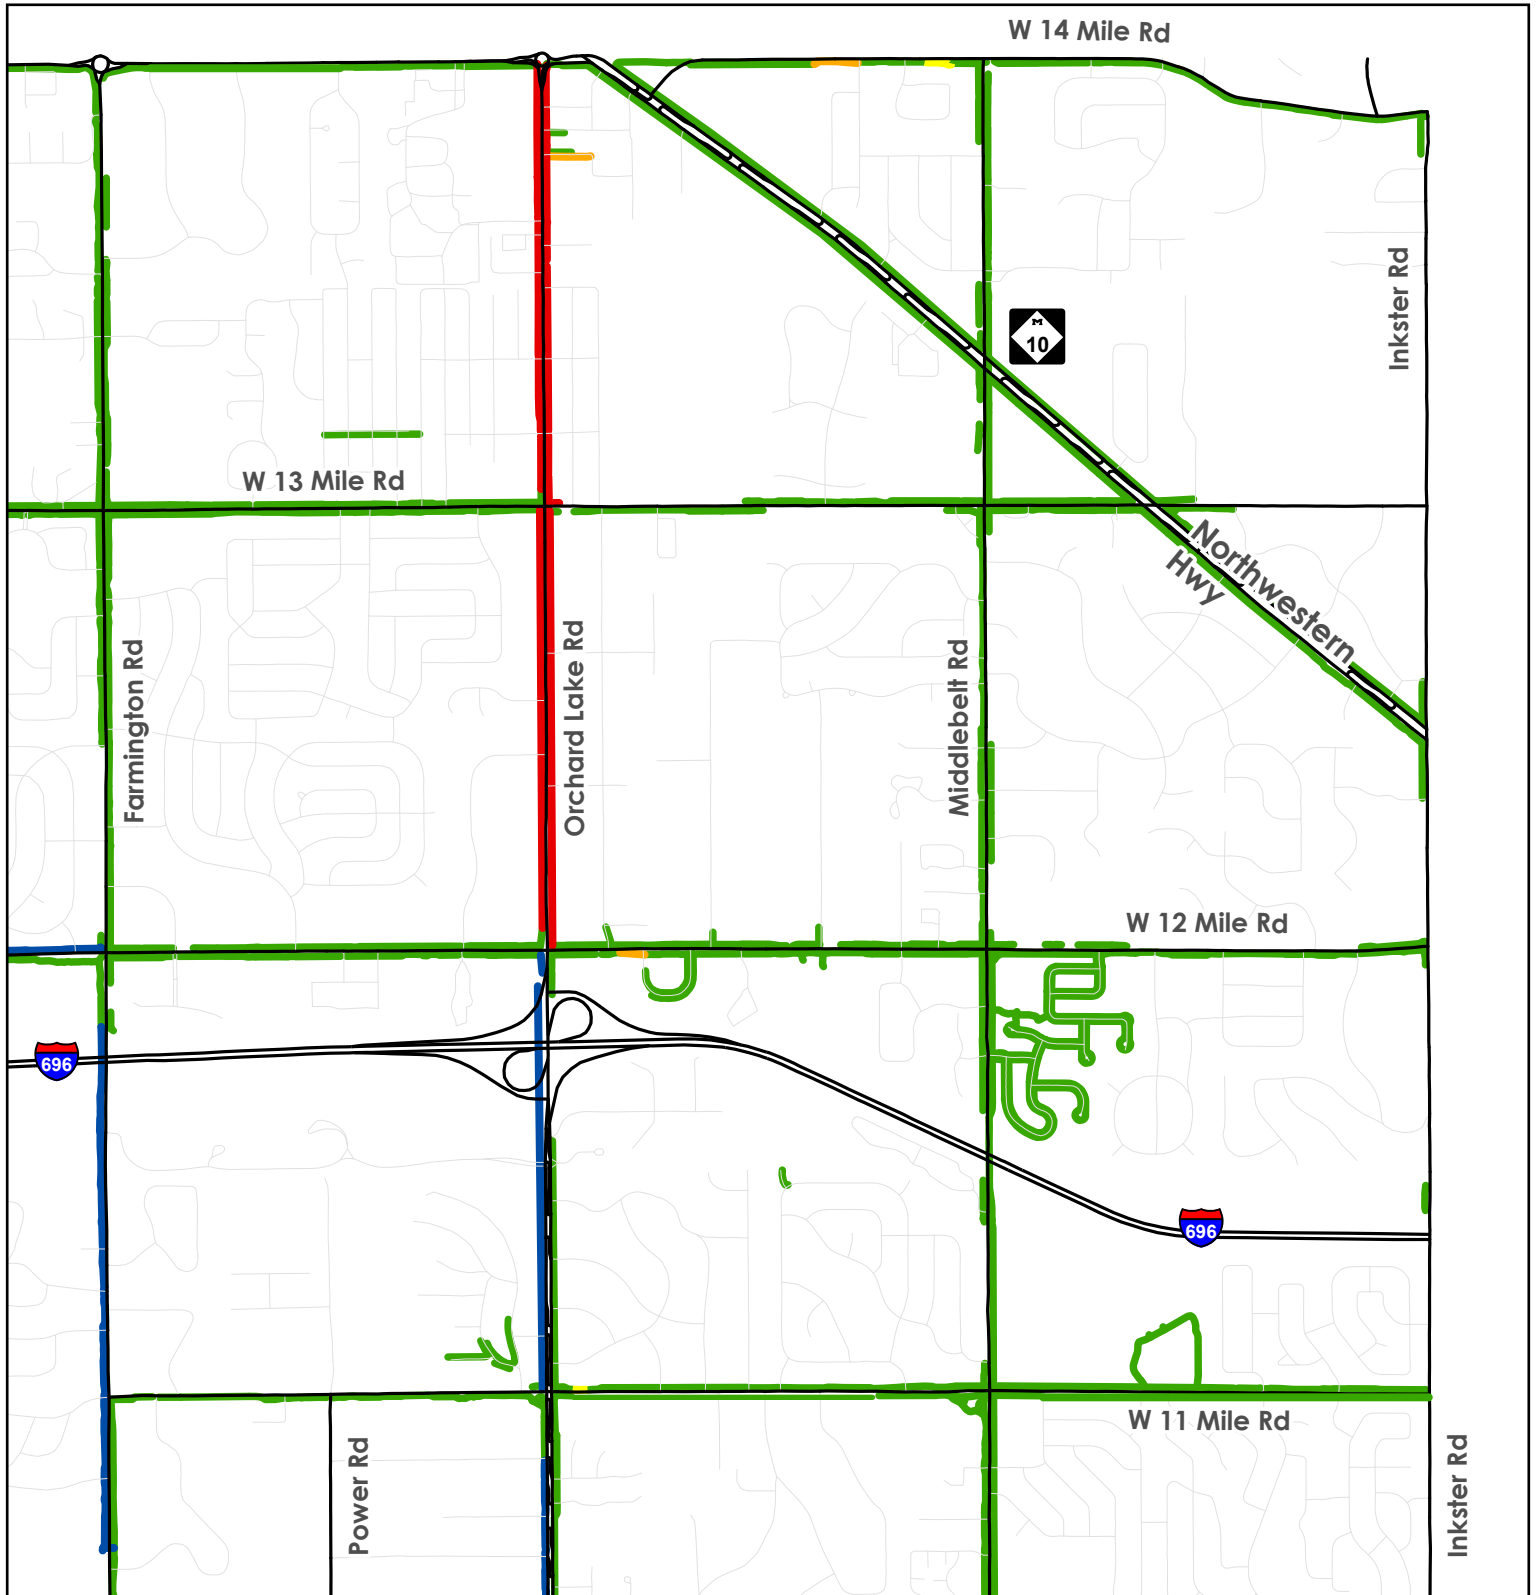 W 14 Mile Rd
Inkster Rd
M
10
W 13 Mile Rd
Northwestern
Hwy
Farmington Rd
Orchard Lake Rd
Middlebelt Rd
W 12 Mile Rd
696
696
W 11 Mile Rd
Power Rd
Inkster Rd